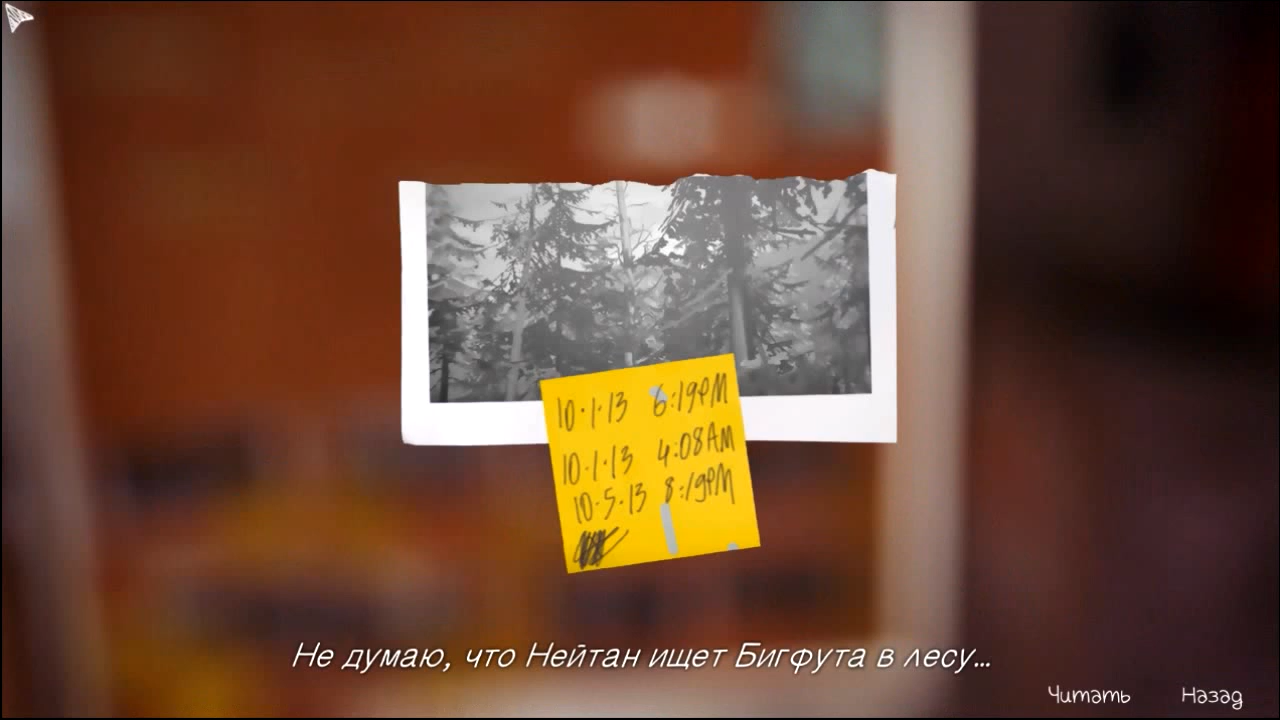 10·1·13 6:19PM
10·1·13 4:08AM
10·5·13 8:19PM
Не думаю, что Нейтан ищет Бигфута в лесу...
Читать Назад